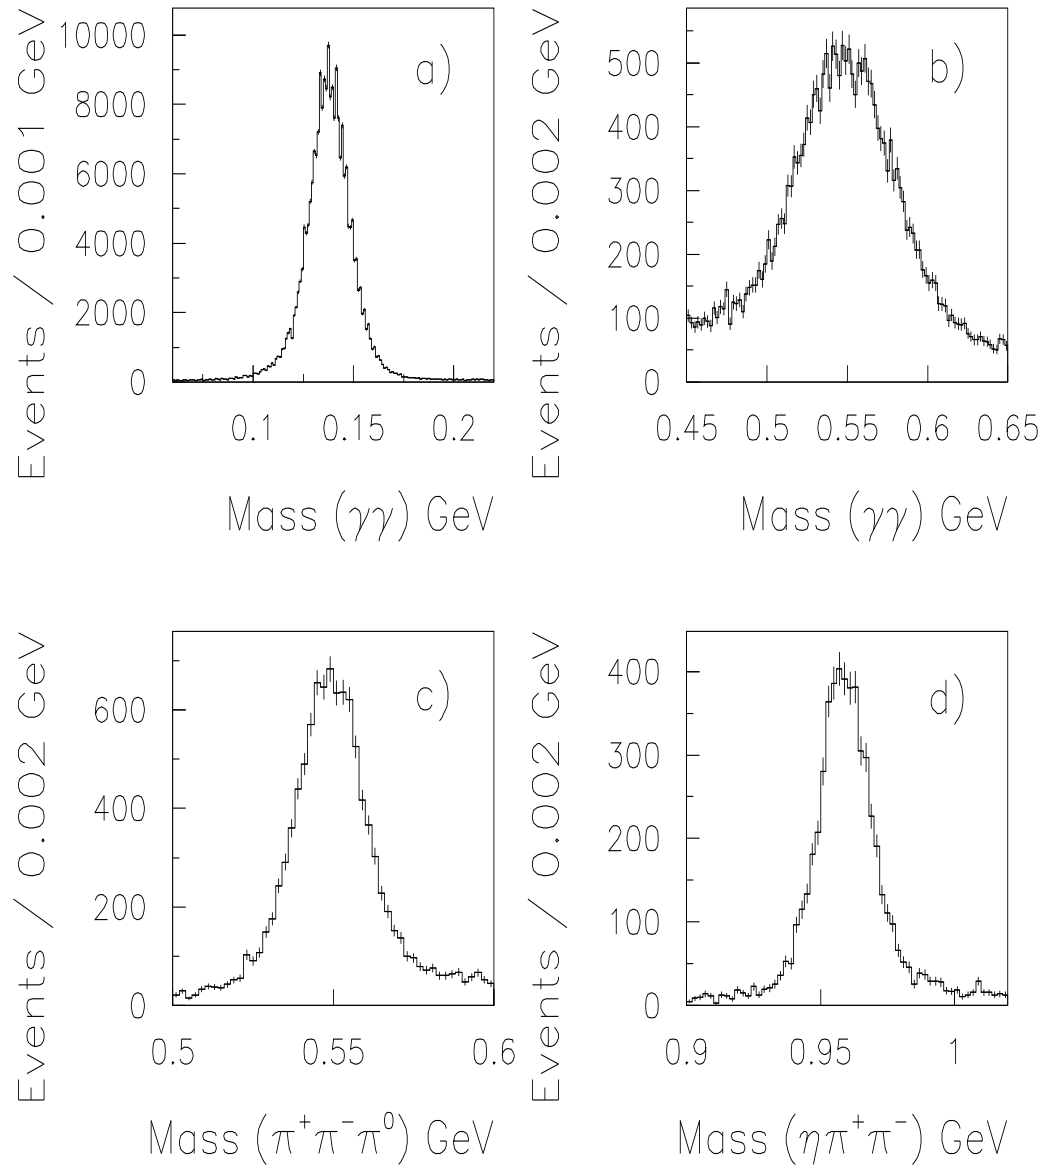 a)
Events / 0.001 GeV
10000
8000
6000
4000
2000
0
0.1 0.15 0.2
Mass (γγ) GeV
b)
Events / 0.002 GeV
500
400
300
200
100
0
0.45 0.5 0.55 0.6 0.65
Mass (γγ) GeV
c)
Events / 0.002 GeV
600
400
200
0
0.5 0.55 0.6
Mass (π⁺π⁻π⁰) GeV
d)
Events / 0.002 GeV
400
300
200
100
0
0.9 0.95 1
Mass (ηπ⁺π⁻) GeV